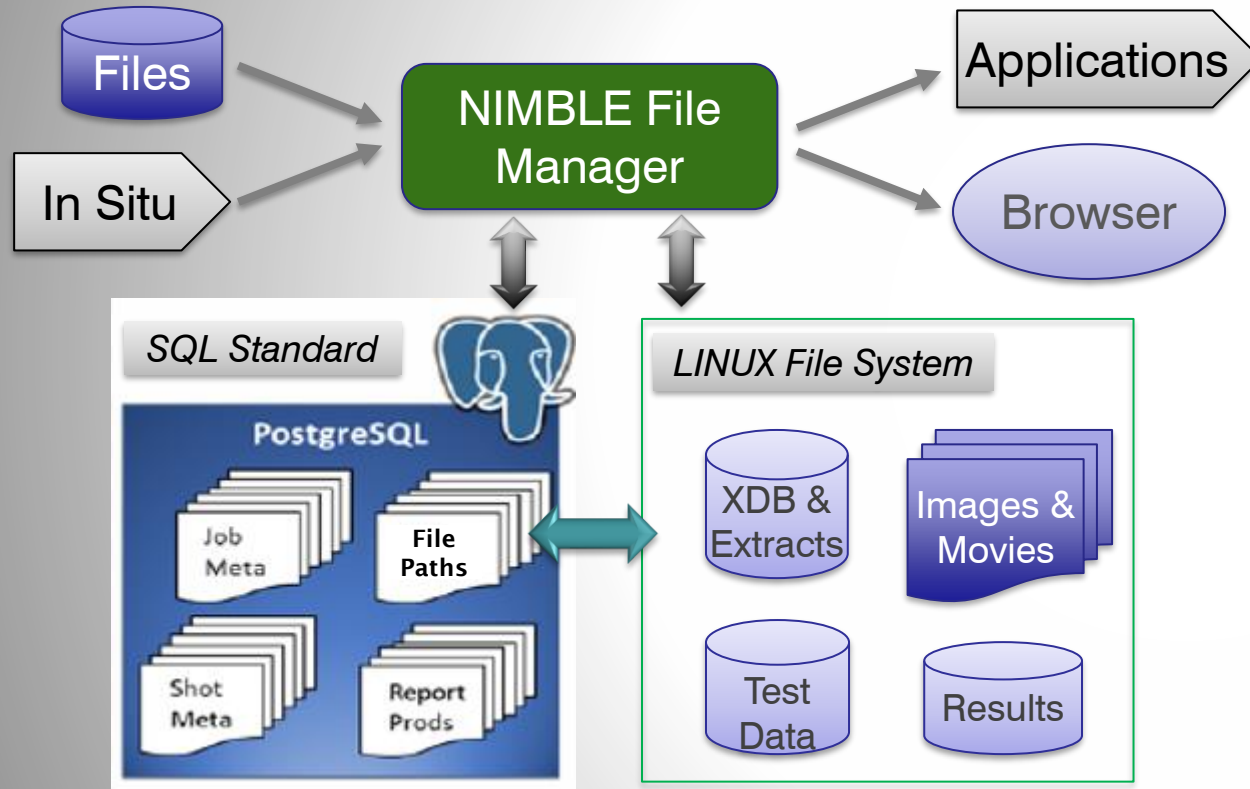 Files
In Situ
NIMBLE File
Manager
Applications
Browser
SQL Standard
PostgreSQL
Job
Meta
File
Paths
Shot
Meta
Report
Prods
LINUX File System
XDB &
Extracts
Images &
Movies
Test
Data
Results